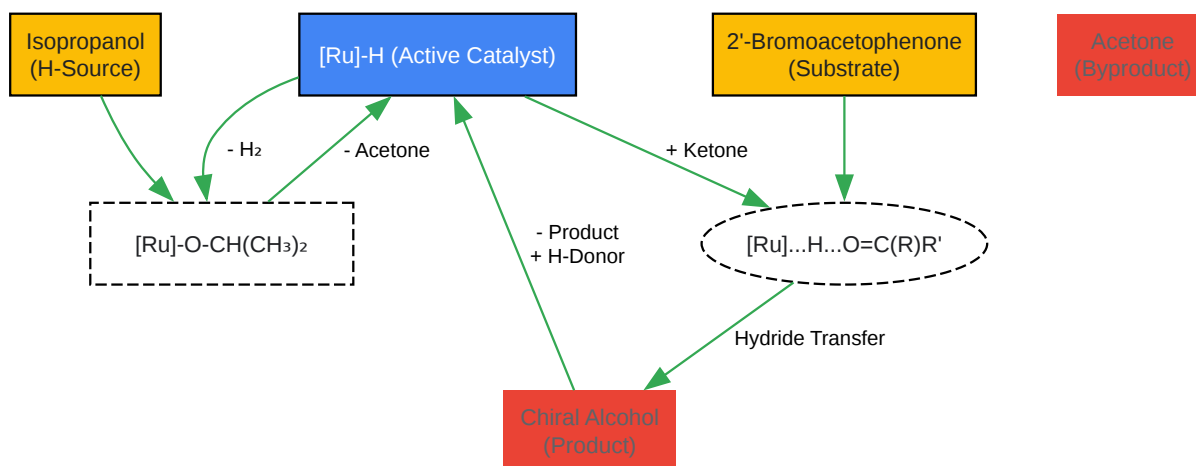 Isopropanol
(H-Source)
[Ru]-H (Active Catalyst)
2'-Bromoacetophenone
(Substrate)
Acetone
(Byproduct)
- H₂
- Acetone
+ Ketone
[Ru]-O-CH(CH₃)₂
- Product
+ H-Donor
[Ru]...H...O=C(R)R'
Hydride Transfer
Chiral Alcohol
(Product)